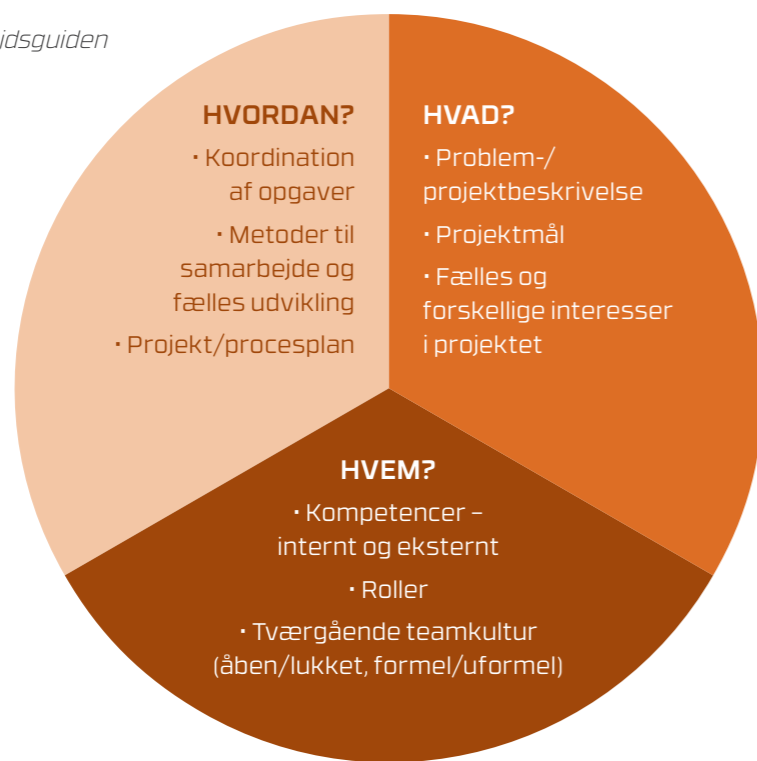 jdsguiden
HVORDAN?
· Koordination
af opgaver
· Metoder til
samarbejde og
fælles udvikling
· Projekt/procesplan
HVAD?
· Problem-/
projektbeskrivelse
· Projektmål
· Fælles og
forskellige interesser
i projektet
HVEM?
· Kompetencer –
internt og eksternt
· Roller
· Tværgående teamkultur
(åben/lukket, formel/uformel)